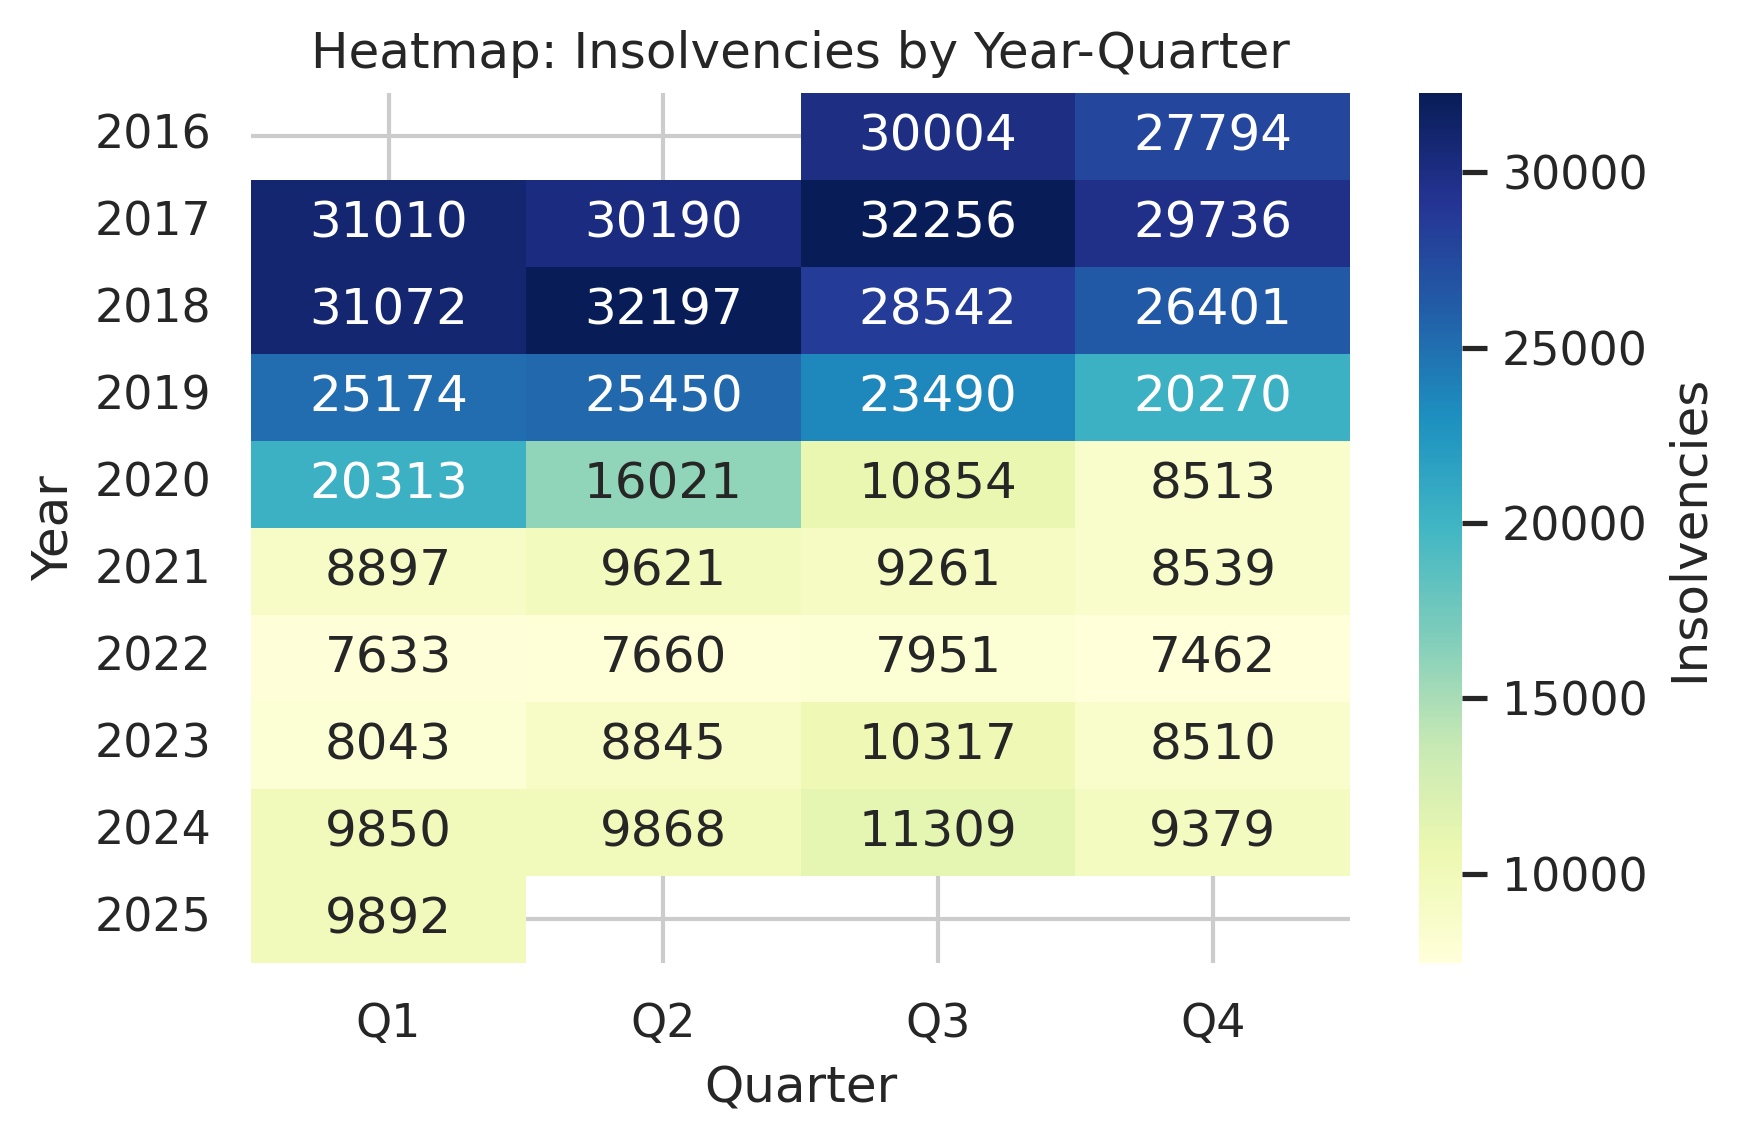 Heatmap: Insolvencies by Year-Quarter
2016 30004 27794
2017 31010 30190 32256 29736
2018 31072 32197 28542 26401
2019 25174 25450 23490 20270
2020 20313 16021 10854 8513
2021 8897 9621 9261 8539
2022 7633 7660 7951 7462
2023 8043 8845 10317 8510
2024 9850 9868 11309 9379
2025 9892
Year
Q1 Q2 Q3 Q4
Quarter
30000
25000
20000
15000
10000
Insolvencies